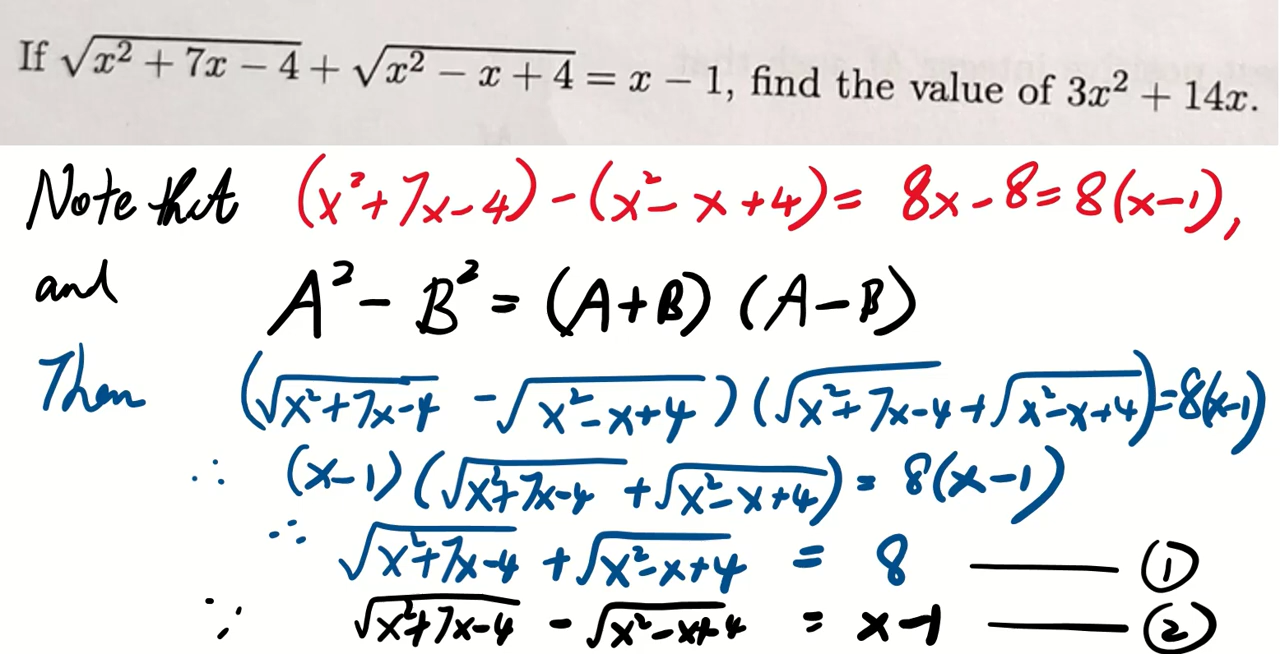 If √(x² + 7x − 4) + √(x² − x + 4) = x − 1, find the value of 3x² + 14x.
Note that (x²+7x-4)-(x²-x+4)= 8x-8=8(x-1),
and A²-B²=(A+B)(A-B)
Then (√(x²+7x-4) -√(x²-x+4))(√(x²+7x-4)+√(x²-x+4))=8(x-1)
∴ (x-1)(√(x²+7x-4) +√(x²-x+4))= 8(x-1)
∴ √(x²+7x-4) +√(x²-x+4) = 8 —— ①
∵ √(x²+7x-4) -√(x²-x+4) = x-1 —— ②